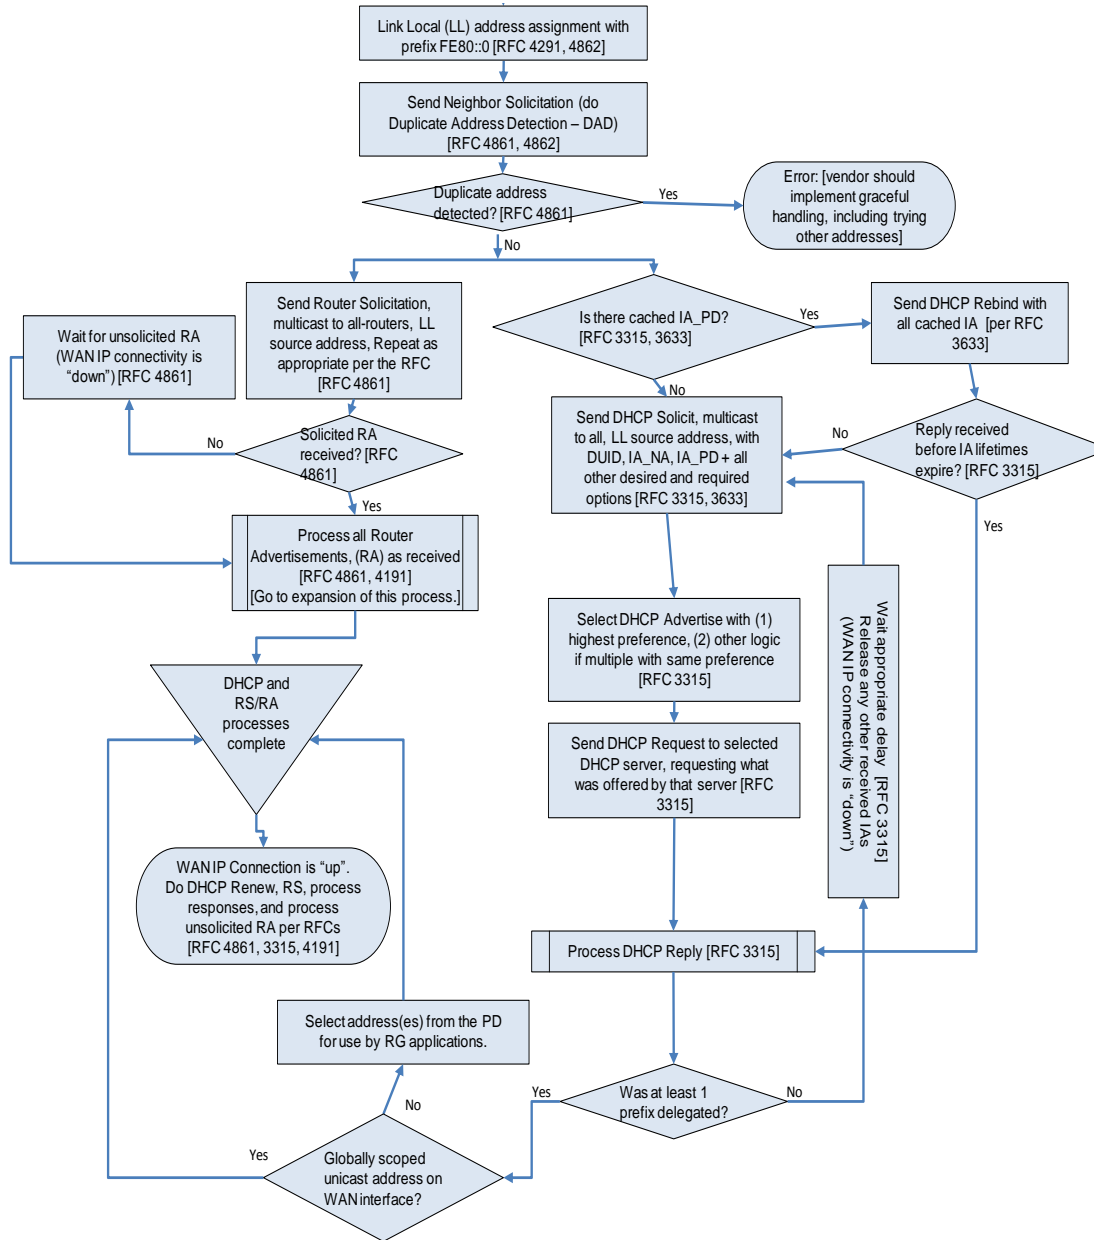 Link Local (LL) address assignment with
prefix FE80::0 [RFC 4291, 4862]
Send Neighbor Solicitation (do
Duplicate Address Detection – DAD)
[RFC 4861, 4862]
Duplicate address
detected? [RFC 4861]
Yes
Error: [vendor should
implement graceful
handling, including trying
other addresses]
No
Send Router Solicitation,
multicast to all-routers, LL
source address, Repeat as
appropriate per the RFC
[RFC 4861]
Is there cached IA_PD?
[RFC 3315, 3633]
Yes
Send DHCP Rebind with
all cached IA [per RFC
3633]
Wait for unsolicited RA
(WAN IP connectivity is
“down”) [RFC 4861]
No
No
Solicited RA
received? [RFC
4861]
Yes
Send DHCP Solicit, multicast
to all, LL source address, with
DUID, IA_NA, IA_PD + all
other desired and required
options [RFC 3315, 3633]
No
Reply received
before IA lifetimes
expire? [RFC 3315]
Yes
Process all Router
Advertisements, (RA) as received
[RFC 4861, 4191]
[Go to expansion of this process.]
Select DHCP Advertise with (1)
highest preference, (2) other logic
if multiple with same preference
[RFC 3315]
Wait appropriate delay [RFC 3315]
Release any other received IAs
(WAN IP connectivity is “down”)
DHCP and
RS/RA
processes
complete
Send DHCP Request to selected
DHCP server, requesting what
was offered by that server [RFC
3315]
WAN IP Connection is “up”.
Do DHCP Renew, RS, process
responses, and process
unsolicited RA per RFCs
[RFC 4861, 3315, 4191]
Process DHCP Reply [RFC 3315]
Select address(es) from the PD
for use by RG applications.
Was at least 1
prefix delegated?
Yes
No
No
Yes
Globally scoped
unicast address on
WAN interface?